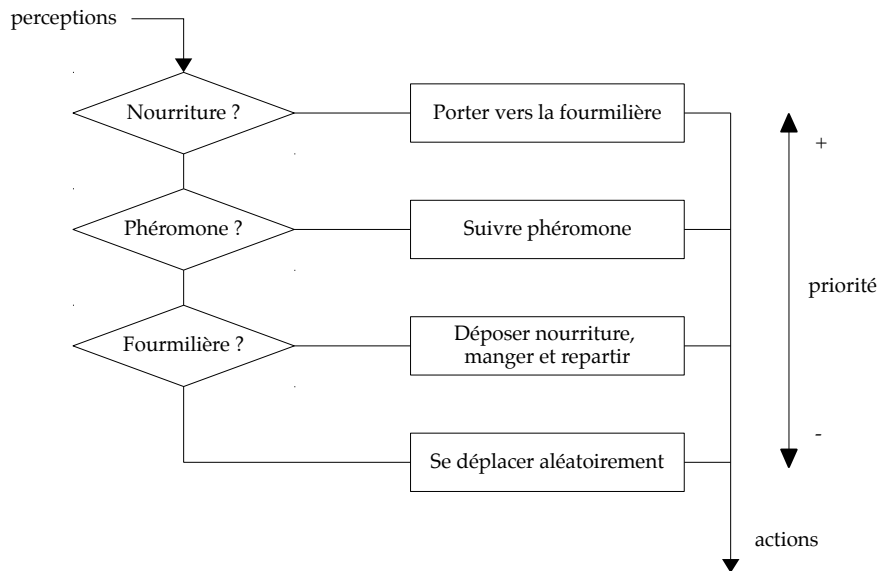 perceptions
Nourriture ?
Porter vers la fourmilière
+
Phéromone ?
Suivre phéromone
priorité
Fourmilière ?
Déposer nourriture,
manger et repartir
-
Se déplacer aléatoirement
actions